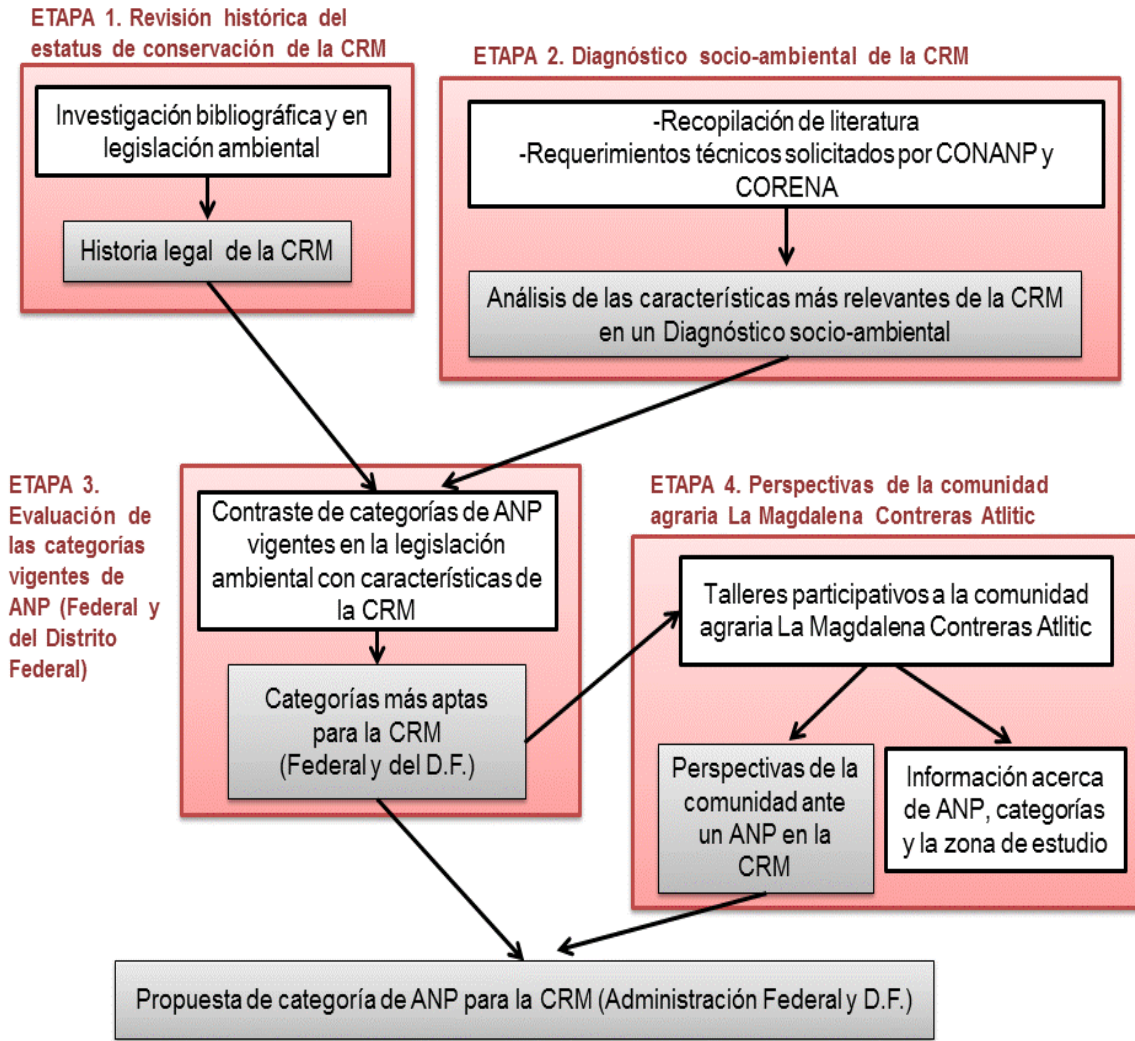 ETAPA 1. Revisión histórica del
estatus de conservación de la CRM
Investigación bibliográfica y en
legislación ambiental
Historia legal de la CRM
ETAPA 2. Diagnóstico socio-ambiental de la CRM
-Recopilación de literatura
-Requerimientos técnicos solicitados por CONANP y
CORENA
Análisis de las características más relevantes de la CRM
en un Diagnóstico socio-ambiental
ETAPA 3.
Evaluación de
las categorías
vigentes de
ANP (Federal y
del Distrito
Federal)
Contraste de categorías de ANP
vigentes en la legislación
ambiental con características de
la CRM
Categorías más aptas
para la CRM
(Federal y del D.F.)
ETAPA 4. Perspectivas de la comunidad
agraria La Magdalena Contreras Atlitic
Talleres participativos a la comunidad
agraria La Magdalena Contreras Atlitic
Perspectivas de la
comunidad ante
un ANP en la
CRM
Información acerca
de ANP, categorías
y la zona de estudio
Propuesta de categoría de ANP para la CRM (Administración Federal y D.F.)